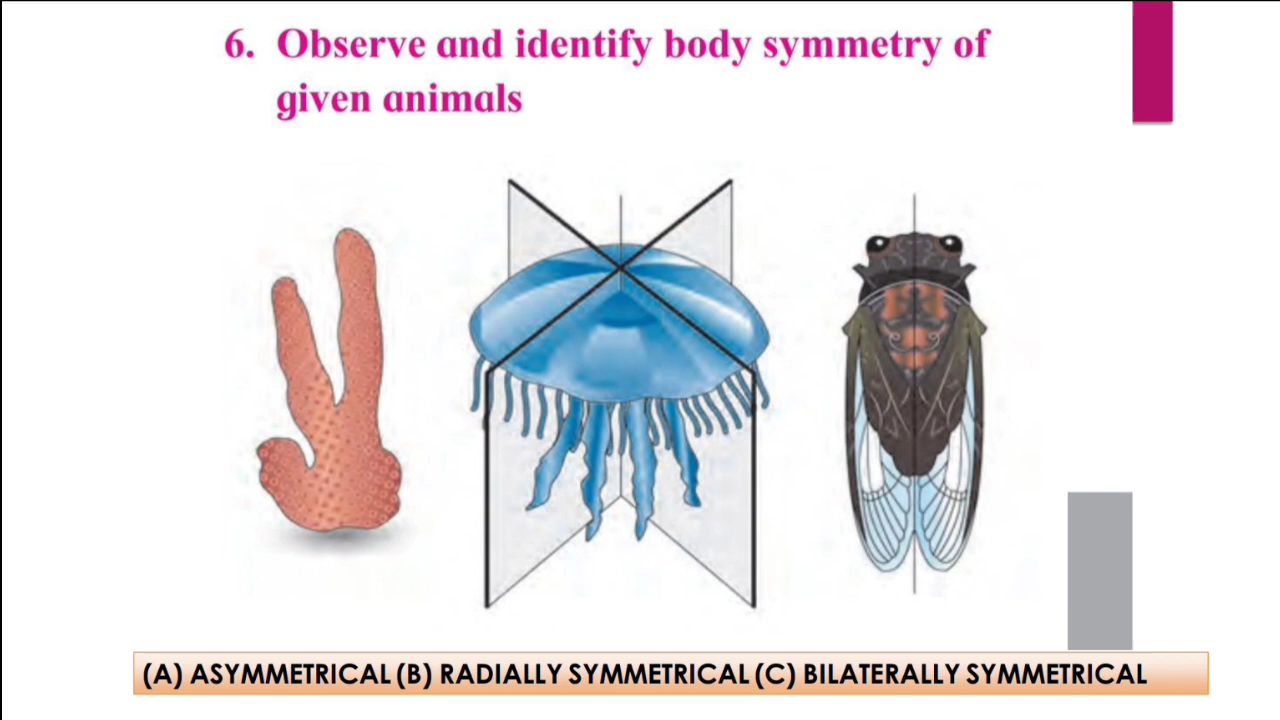 6. Observe and identify body symmetry of
given animals
(A) ASYMMETRICAL (B) RADIALLY SYMMETRICAL (C) BILATERALLY SYMMETRICAL